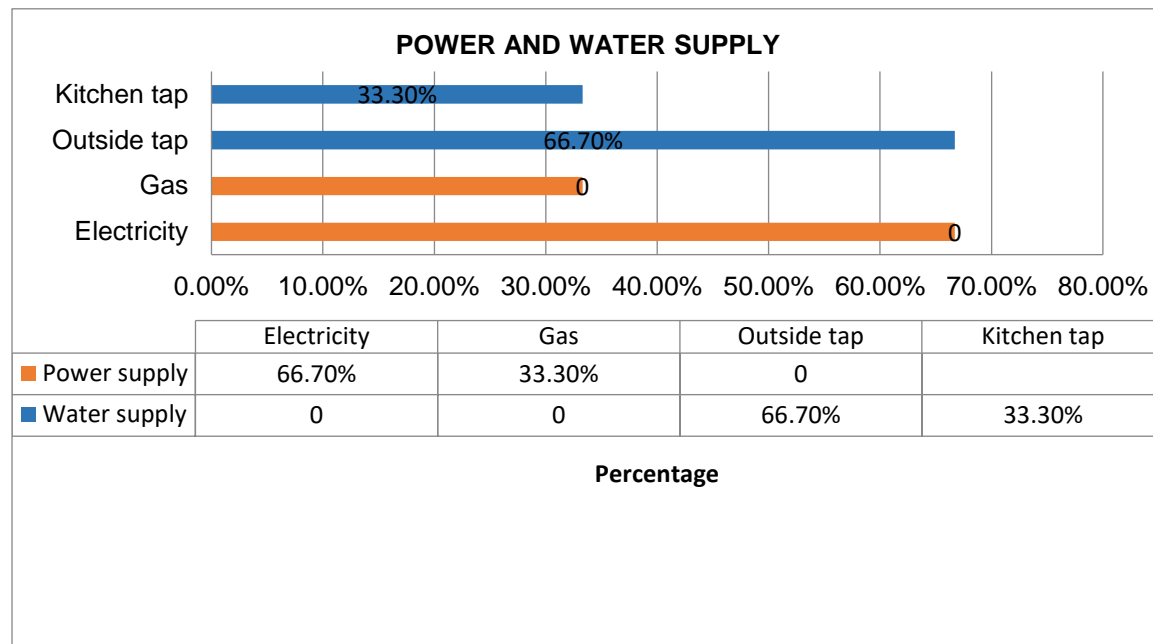 POWER AND WATER SUPPLY
Kitchen tap
33.30%
Outside tap
66.70%
Gas
0
Electricity
0
0.00% 10.00% 20.00% 30.00% 40.00% 50.00% 60.00% 70.00% 80.00%
Electricity Gas Outside tap Kitchen tap
Power supply 66.70% 33.30% 0
Water supply 0 0 66.70% 33.30%
Percentage